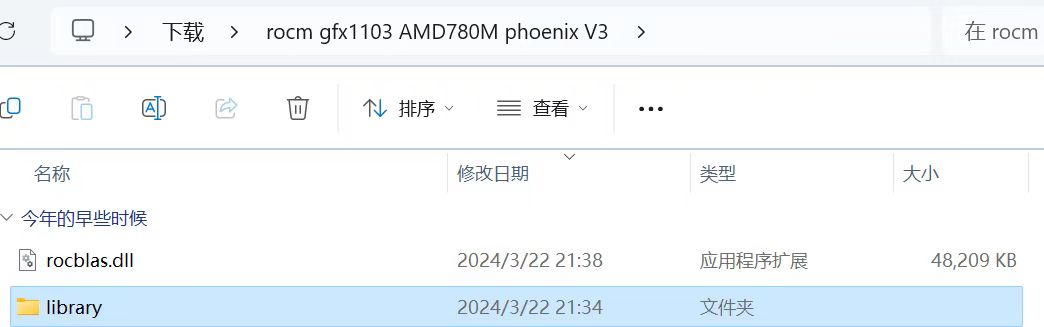 下载 rocm gfx1103 AMD780M phoenix V3 在 rocm
排序 查看
名称 修改日期 类型 大小
今年的早些时候
rocblas.dll 2024/3/22 21:38 应用程序扩展 48,209 KB
library 2024/3/22 21:34 文件夹